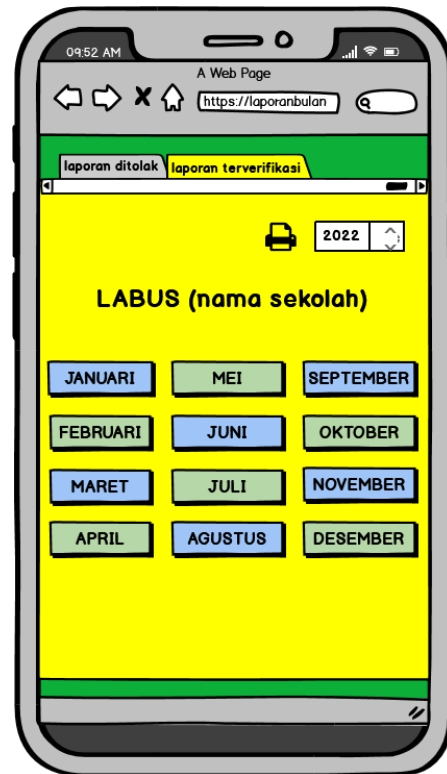 09:52 AM
A Web Page
https://laporanbulan
laporan ditolak
laporan terverifikasi
2022
LABUS (nama sekolah)
JANUARI
MEI
SEPTEMBER
FEBRUARI
JUNI
OKTOBER
MARET
JULI
NOVEMBER
APRIL
AGUSTUS
DESEMBER